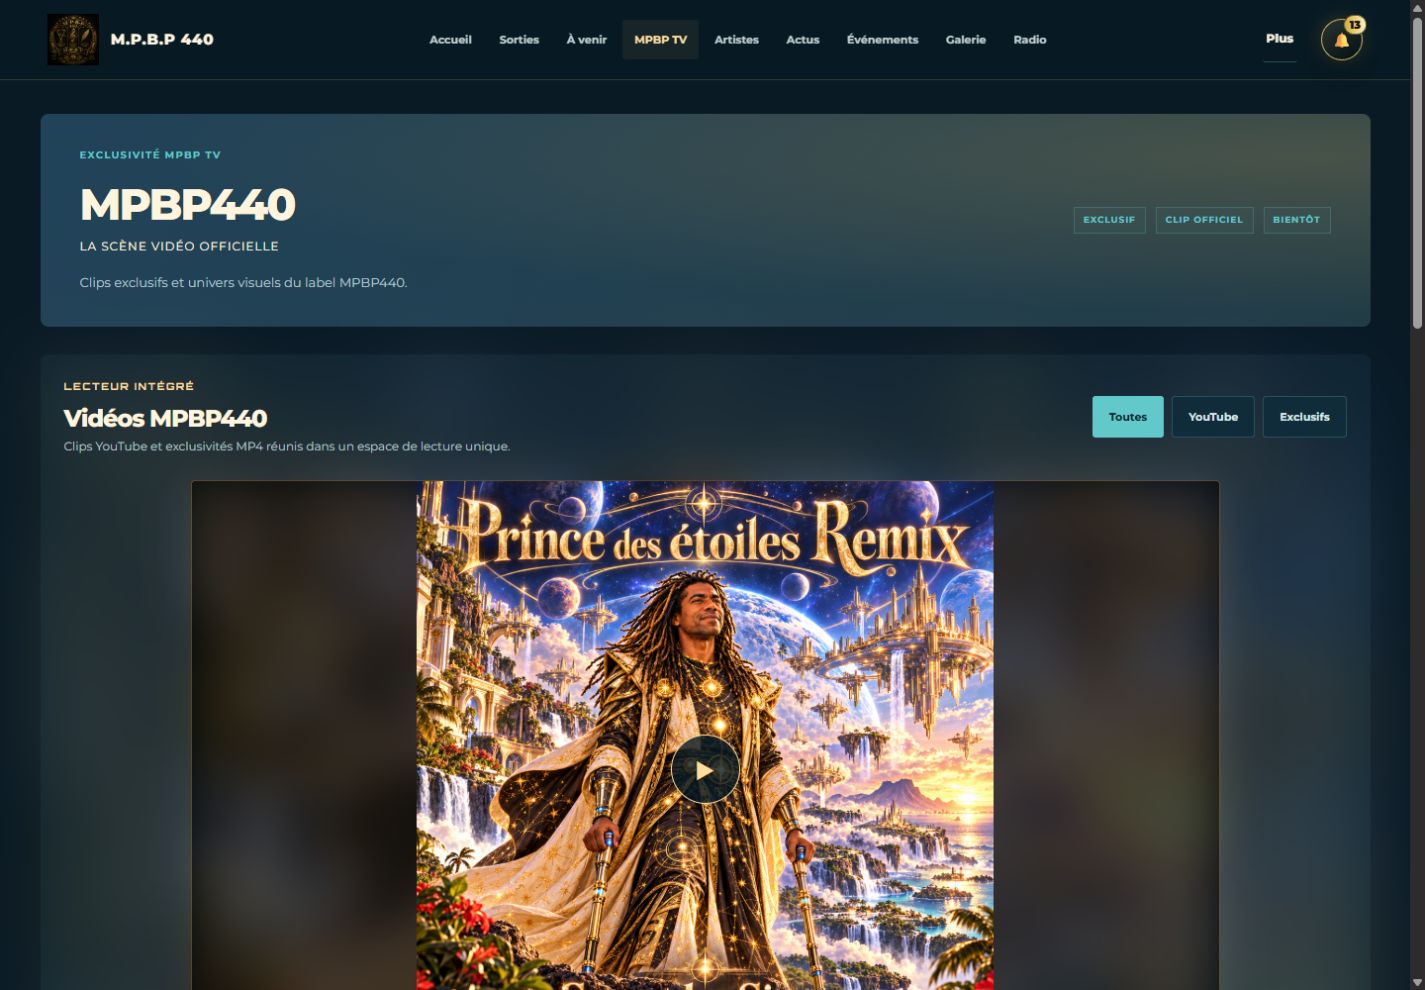 M.P.B.P 440
Accueil
Sorties
À venir
MPBP TV
Artistes
Actus
Événements
Galerie
Radio
Plus
13
EXCLUSIVITÉ MPBP TV
MPBP440
LA SCÈNE VIDÉO OFFICIELLE
Clips exclusifs et univers visuels du label MPBP440.
EXCLUSIF
CLIP OFFICIEL
BIENTÔT
LECTEUR INTÉGRÉ
Vidéos MPBP440
Clips YouTube et exclusivités MP4 réunis dans un espace de lecture unique.
Toutes
YouTube
Exclusifs
Prince des étoiles Remix